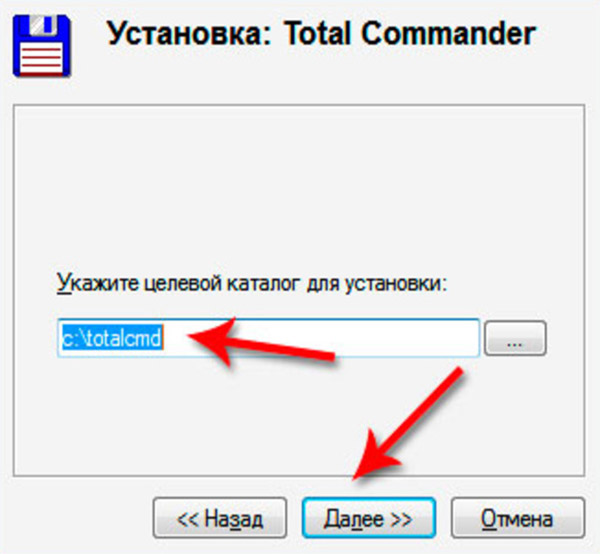 Установка: Total Commander
Укажите целевой каталог для установки:
c:\totalcmd
...
<< Назад
Далее >>
Отмена